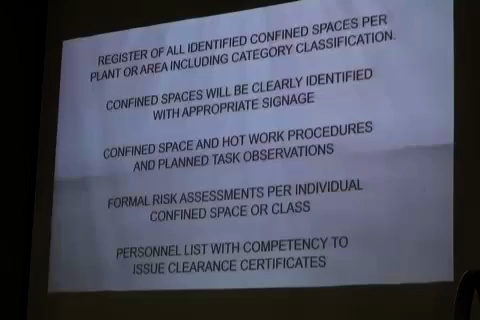 REGISTER OF ALL IDENTIFIED CONFINED SPACES PER
PLANT OR AREA INCLUDING CATEGORY CLASSIFICATION.
CONFINED SPACES WILL BE CLEARLY IDENTIFIED
WITH APPROPRIATE SIGNAGE
CONFINED SPACE AND HOT WORK PROCEDURES
AND PLANNED TASK OBSERVATIONS
FORMAL RISK ASSESSMENTS PER INDIVIDUAL
CONFINED SPACE OR CLASS
PERSONNEL LIST WITH COMPETENCY TO
ISSUE CLEARANCE CERTIFICATES